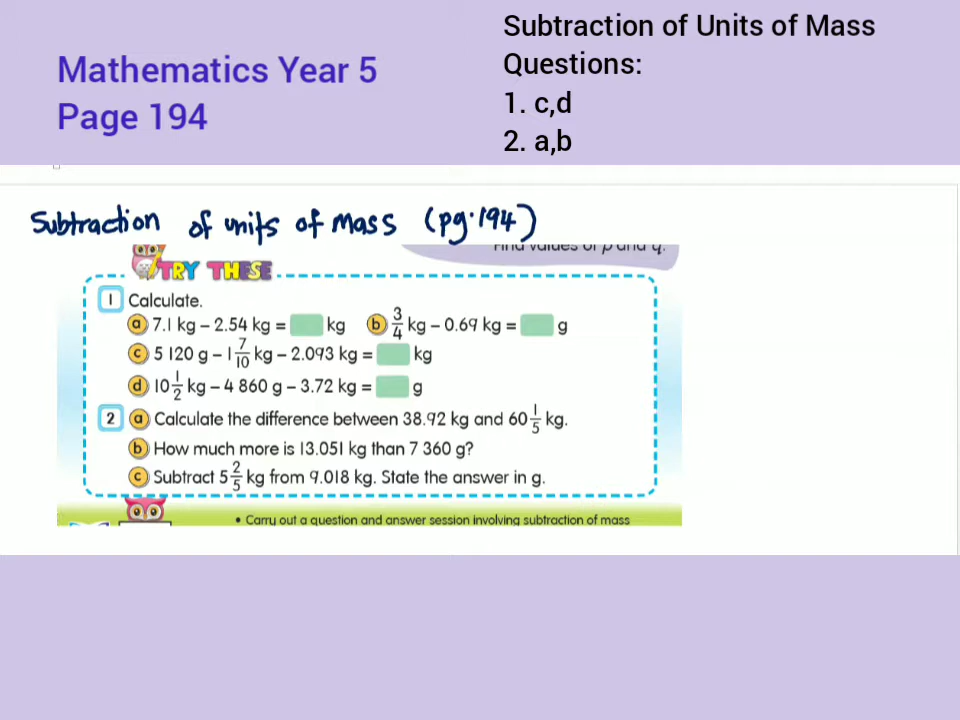 Mathematics Year 5
Page 194
Subtraction of Units of Mass
Questions:
1. c,d
2. a,b
Subtraction of units of mass (pg.194)
Find values of p and q.
TRY THESE
1 Calculate.
a 7.1 kg – 2.54 kg = kg b 3/4 kg – 0.69 kg = g
c 5 120 g – 1 7/10 kg – 2.093 kg = kg
d 10 1/2 kg – 4 860 g – 3.72 kg = g
2 a Calculate the difference between 38.92 kg and 60 1/5 kg.
b How much more is 13.051 kg than 7 360 g?
c Subtract 5 2/5 kg from 9.018 kg. State the answer in g.
• Carry out a question and answer session involving subtraction of mass